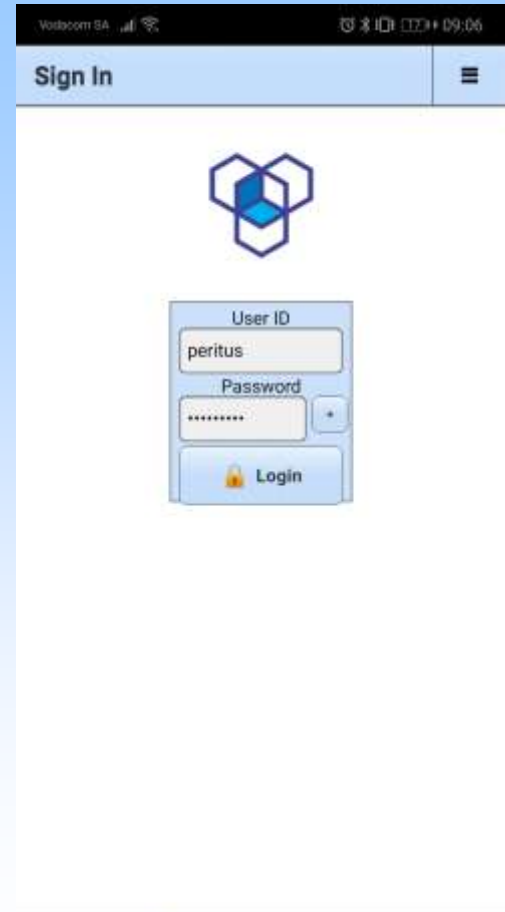 Vodacom SA 09:06
Sign In
User ID
peritus
Password
•••••••••
Login